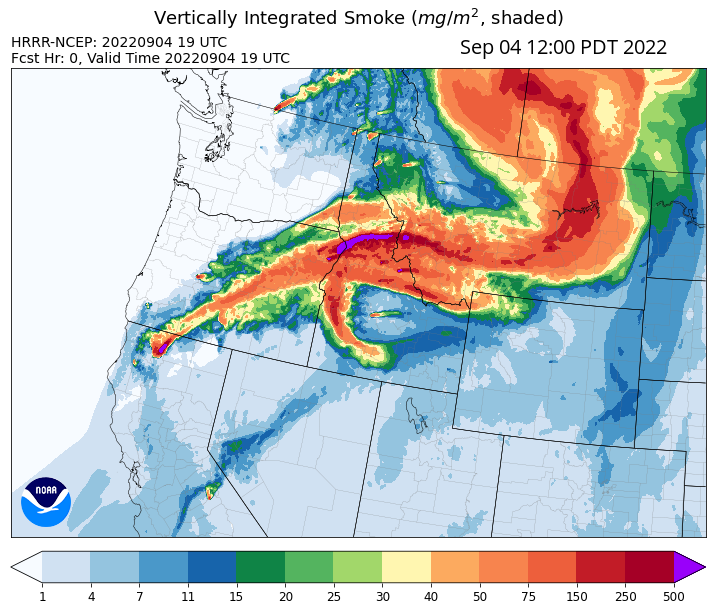 Vertically Integrated Smoke (mg/m², shaded)
HRRR-NCEP: 20220904 19 UTC
Fcst Hr: 0, Valid Time 20220904 19 UTC
Sep 04 12:00 PDT 2022
NOAA
1 4 7 11 15 20 25 30 40 50 75 150 250 500